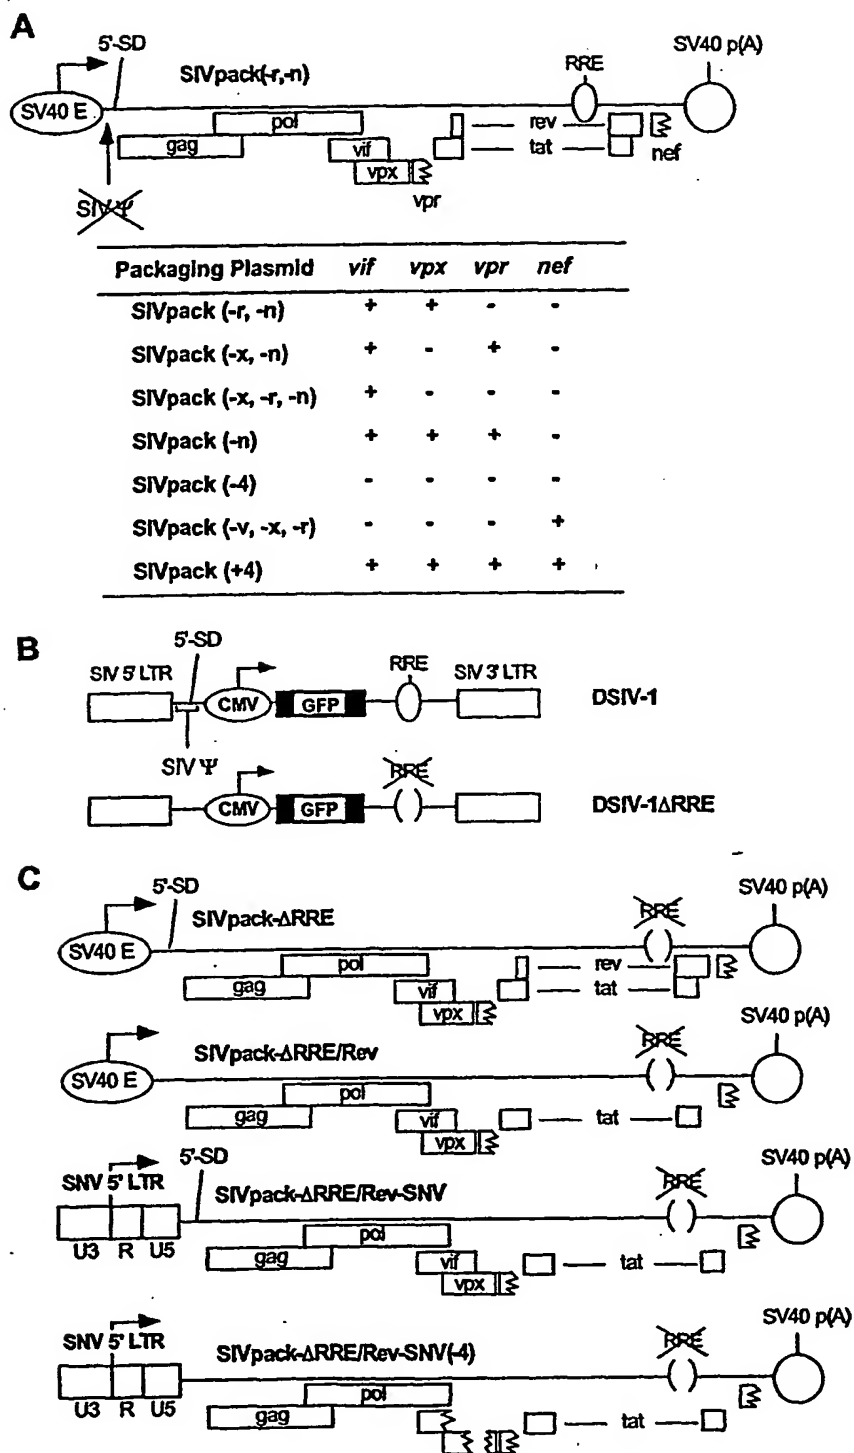 A
5'-SD
SIVpack(-r,-n)
RRE
SV40 p(A)
SV40 E
pol
rev
gag
vif
tat
nef
vpx
vpr
SIV Ψ
Packaging Plasmid vif vpx vpr nef
SIVpack (-r, -n) + + - -
SIVpack (-x, -n) + - + -
SIVpack (-x, -r, -n) + - - -
SIVpack (-n) + + + -
SIVpack (-4) - - - -
SIVpack (-v, -x, -r) - - - +
SIVpack (+4) + + + +
B
5'-SD
SIV 5' LTR
RRE
SIV 3' LTR
CMV
GFP
DSIV-1
SIV Ψ
RRE
CMV
GFP
DSIV-1ΔRRE
C
5'-SD
SIVpack-ΔRRE
RRE
SV40 p(A)
SV40 E
pol
rev
gag
vif
tat
vpx
SIVpack-ΔRRE/Rev
RRE
SV40 p(A)
SV40 E
pol
gag
vif
tat
vpx
SNV 5' LTR
5'-SD
SIVpack-ΔRRE/Rev-SNV
RRE
SV40 p(A)
U3 R U5
pol
gag
vif
tat
vpx
SNV 5' LTR
SIVpack-ΔRRE/Rev-SNV(-4)
RRE
SV40 p(A)
U3 R U5
pol
gag
tat